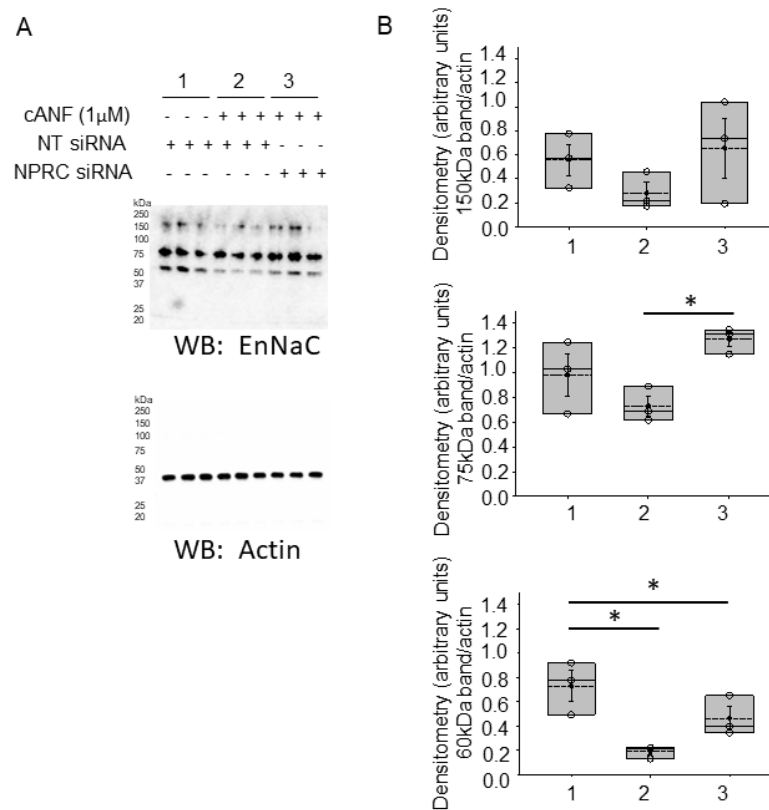 A
1 2 3
cANF (1μM) - - - + + + + + +
NT siRNA + + + + + + - - -
NPRC siRNA - - - - - - + + +
kDa
250
150
100
75
50
37
25
20
WB: EnNaC
kDa
250
150
100
75
50
37
25
20
WB: Actin
B
Densitometry (arbitrary units)
150kDa band/actin
1.4
1.2
1.0
0.8
0.6
0.4
0.2
0.0
1 2 3
Densitometry (arbitrary units)
75kDa band/actin
1.4
1.2
1.0
0.8
0.6
0.4
0.2
0.0
*
1 2 3
Densitometry (arbitrary units)
60kDa band/actin
1.4
1.2
1.0
0.8
0.6
0.4
0.2
0.0
*
*
1 2 3